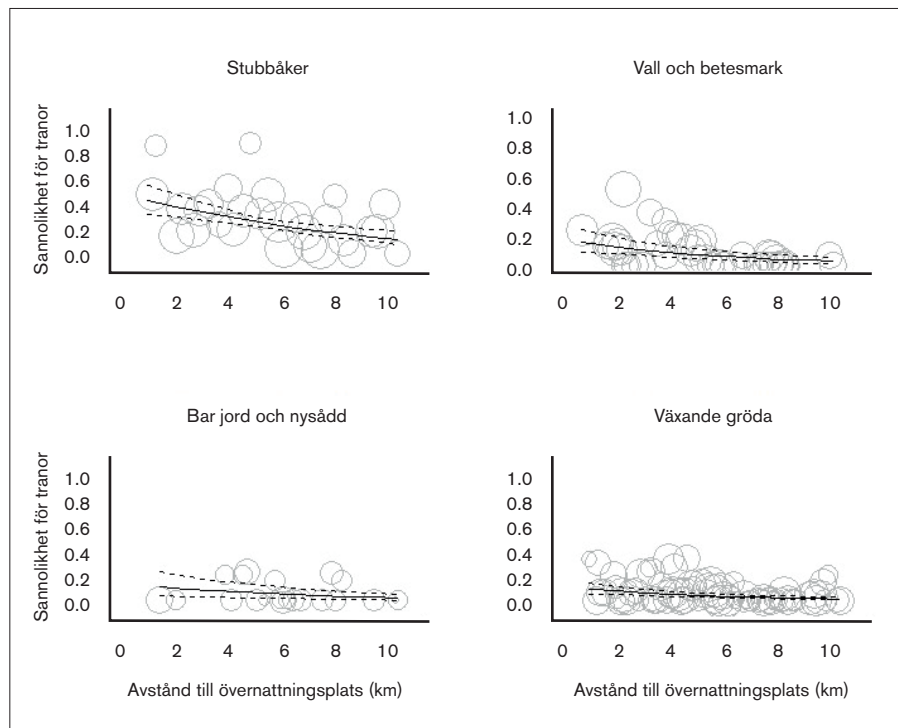 Stubbåker
Vall och betesmark
Sannolikhet för tranor
1.0
0.8
0.6
0.4
0.2
0.0
0 2 4 6 8 10
1.0
0.8
0.6
0.4
0.2
0.0
0 2 4 6 8 10
Bar jord och nysådd
Växande gröda
Sannolikhet för tranor
1.0
0.8
0.6
0.4
0.2
0.0
0 2 4 6 8 10
Avstånd till övernattningsplats (km)
1.0
0.8
0.6
0.4
0.2
0.0
0 2 4 6 8 10
Avstånd till övernattningsplats (km)